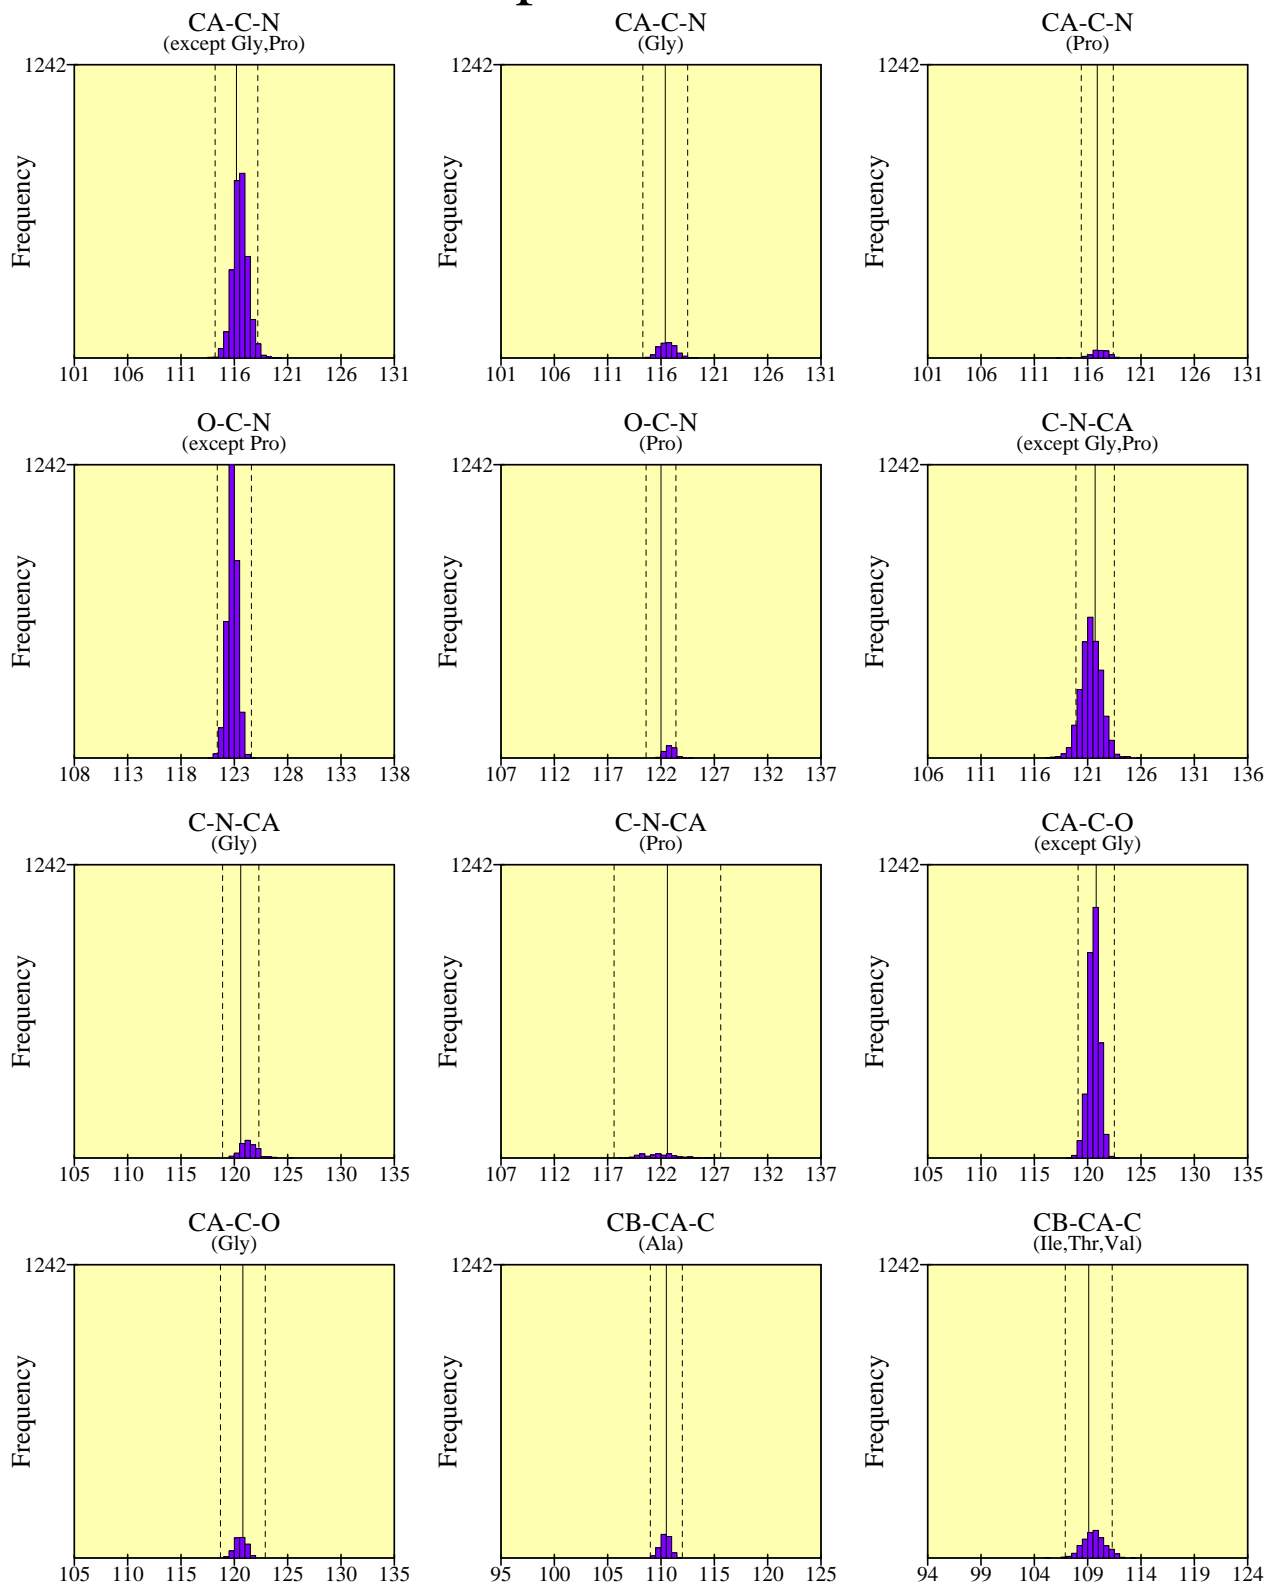 CA-C-N CA-C-N CA-C-N
(except Gly,Pro) (Gly) (Pro)
1242 1242 1242
Frequency Frequency Frequency
101 106 111 116 121 126 131 101 106 111 116 121 126 131 101 106 111 116 121 126 131
O-C-N O-C-N C-N-CA
(except Pro) (Pro) (except Gly,Pro)
1242 1242 1242
Frequency Frequency Frequency
108 113 118 123 128 133 138 107 112 117 122 127 132 137 106 111 116 121 126 131 136
C-N-CA C-N-CA CA-C-O
(Gly) (Pro) (except Gly)
1242 1242 1242
Frequency Frequency Frequency
105 110 115 120 125 130 135 107 112 117 122 127 132 137 105 110 115 120 125 130 135
CA-C-O CB-CA-C CB-CA-C
(Gly) (Ala) (Ile,Thr,Val)
1242 1242 1242
Frequency Frequency Frequency
105 110 115 120 125 130 135 95 100 105 110 115 120 125 94 99 104 109 114 119 124